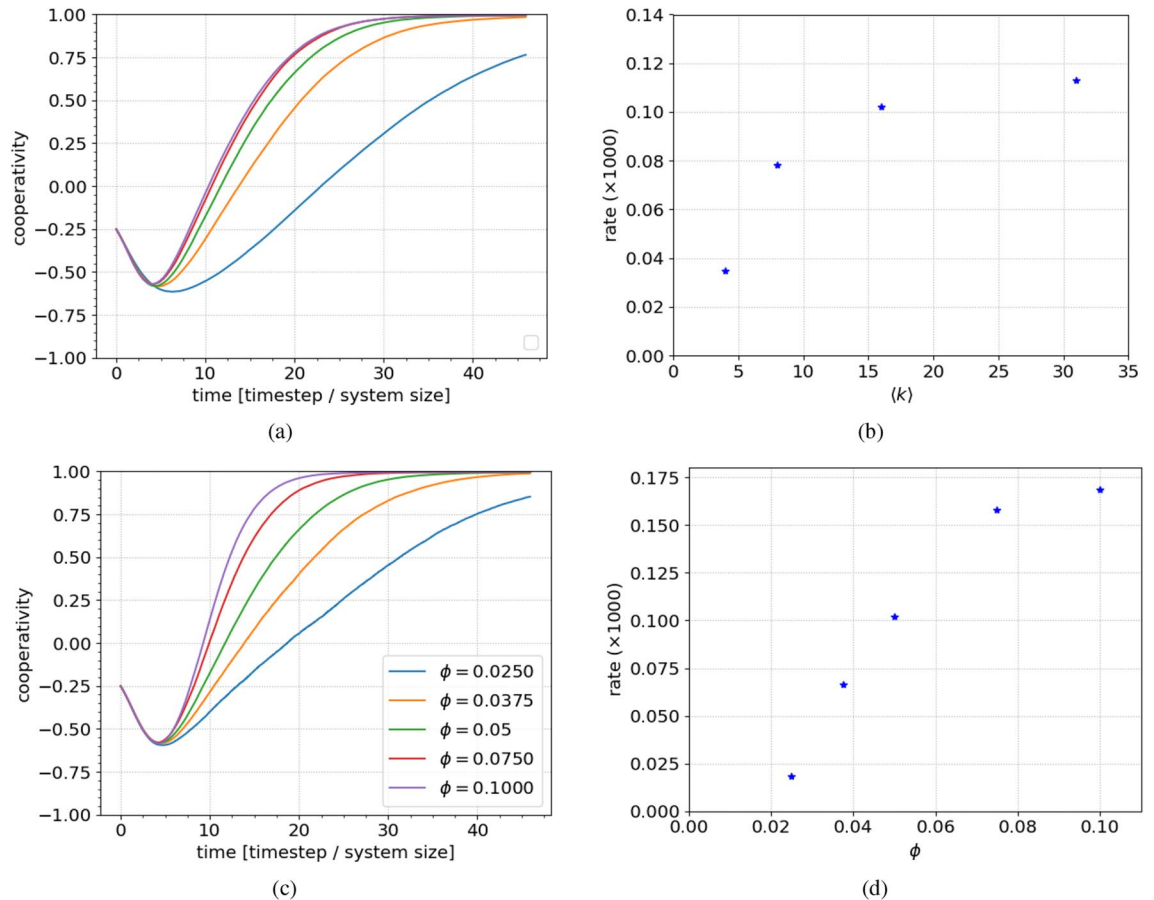 1.00
0.75
0.50
0.25
0.00
−0.25
−0.50
−0.75
−1.00
cooperativity
0 10 20 30 40
time [timestep / system size]
(a)
0.14
0.12
0.10
0.08
0.06
0.04
0.02
0.00
rate (×1000)
0 5 10 15 20 25 30 35
⟨k⟩
(b)
1.00
0.75
0.50
0.25
0.00
−0.25
−0.50
−0.75
−1.00
cooperativity
ϕ = 0.0250
ϕ = 0.0375
ϕ = 0.05
ϕ = 0.0750
ϕ = 0.1000
0 10 20 30 40
time [timestep / system size]
(c)
0.175
0.150
0.125
0.100
0.075
0.050
0.025
0.000
rate (×1000)
0.00 0.02 0.04 0.06 0.08 0.10
ϕ
(d)